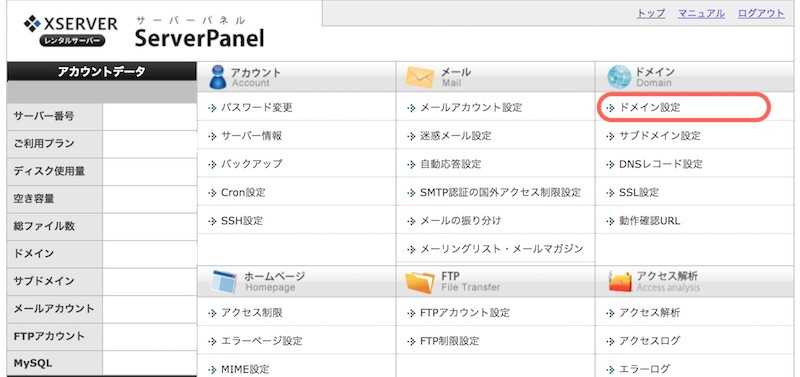 トップ マニュアル ログアウト
XSERVER サーバーパネル
レンタルサーバー ServerPanel
アカウントデータ
サーバー番号
ご利用プラン
ディスク使用量
空き容量
総ファイル数
ドメイン
サブドメイン
メールアカウント
FTPアカウント
MySQL
アカウント
Account
パスワード変更
サーバー情報
バックアップ
Cron設定
SSH設定
メール
Mail
メールアカウント設定
迷惑メール設定
自動応答設定
SMTP認証の国外アクセス制限設定
メールの振り分け
メーリングリスト・メールマガジン
ドメイン
Domain
ドメイン設定
サブドメイン設定
DNSレコード設定
SSL設定
動作確認URL
ホームページ
Homepage
アクセス制限
エラーページ設定
MIME設定
FTP
File Transfer
FTPアカウント設定
FTP制限設定
アクセス解析
Access analysis
アクセス解析
アクセスログ
エラーログ